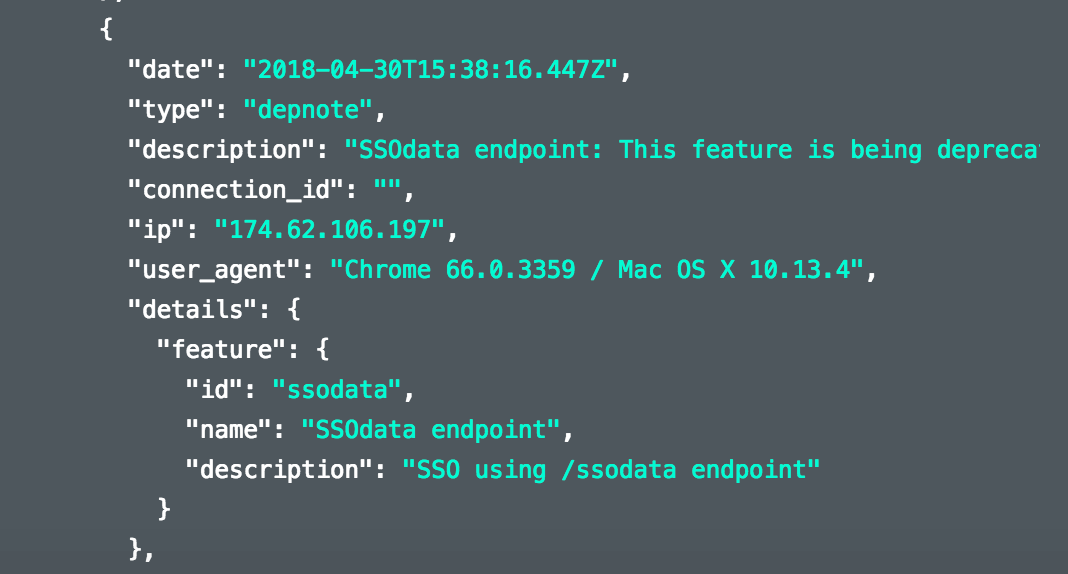 {
"date": "2018-04-30T15:38:16.447Z",
"type": "depnote",
"description": "SSOdata endpoint: This feature is being
"connection_id": "",
"ip": "174.62.106.197",
"user_agent": "Chrome 66.0.3359 / Mac OS X 10.13.4",
"details": {
"feature": {
"id": "ssodata",
"name": "SSOdata endpoint",
"description": "SSO using /ssodata endpoint"
}
},